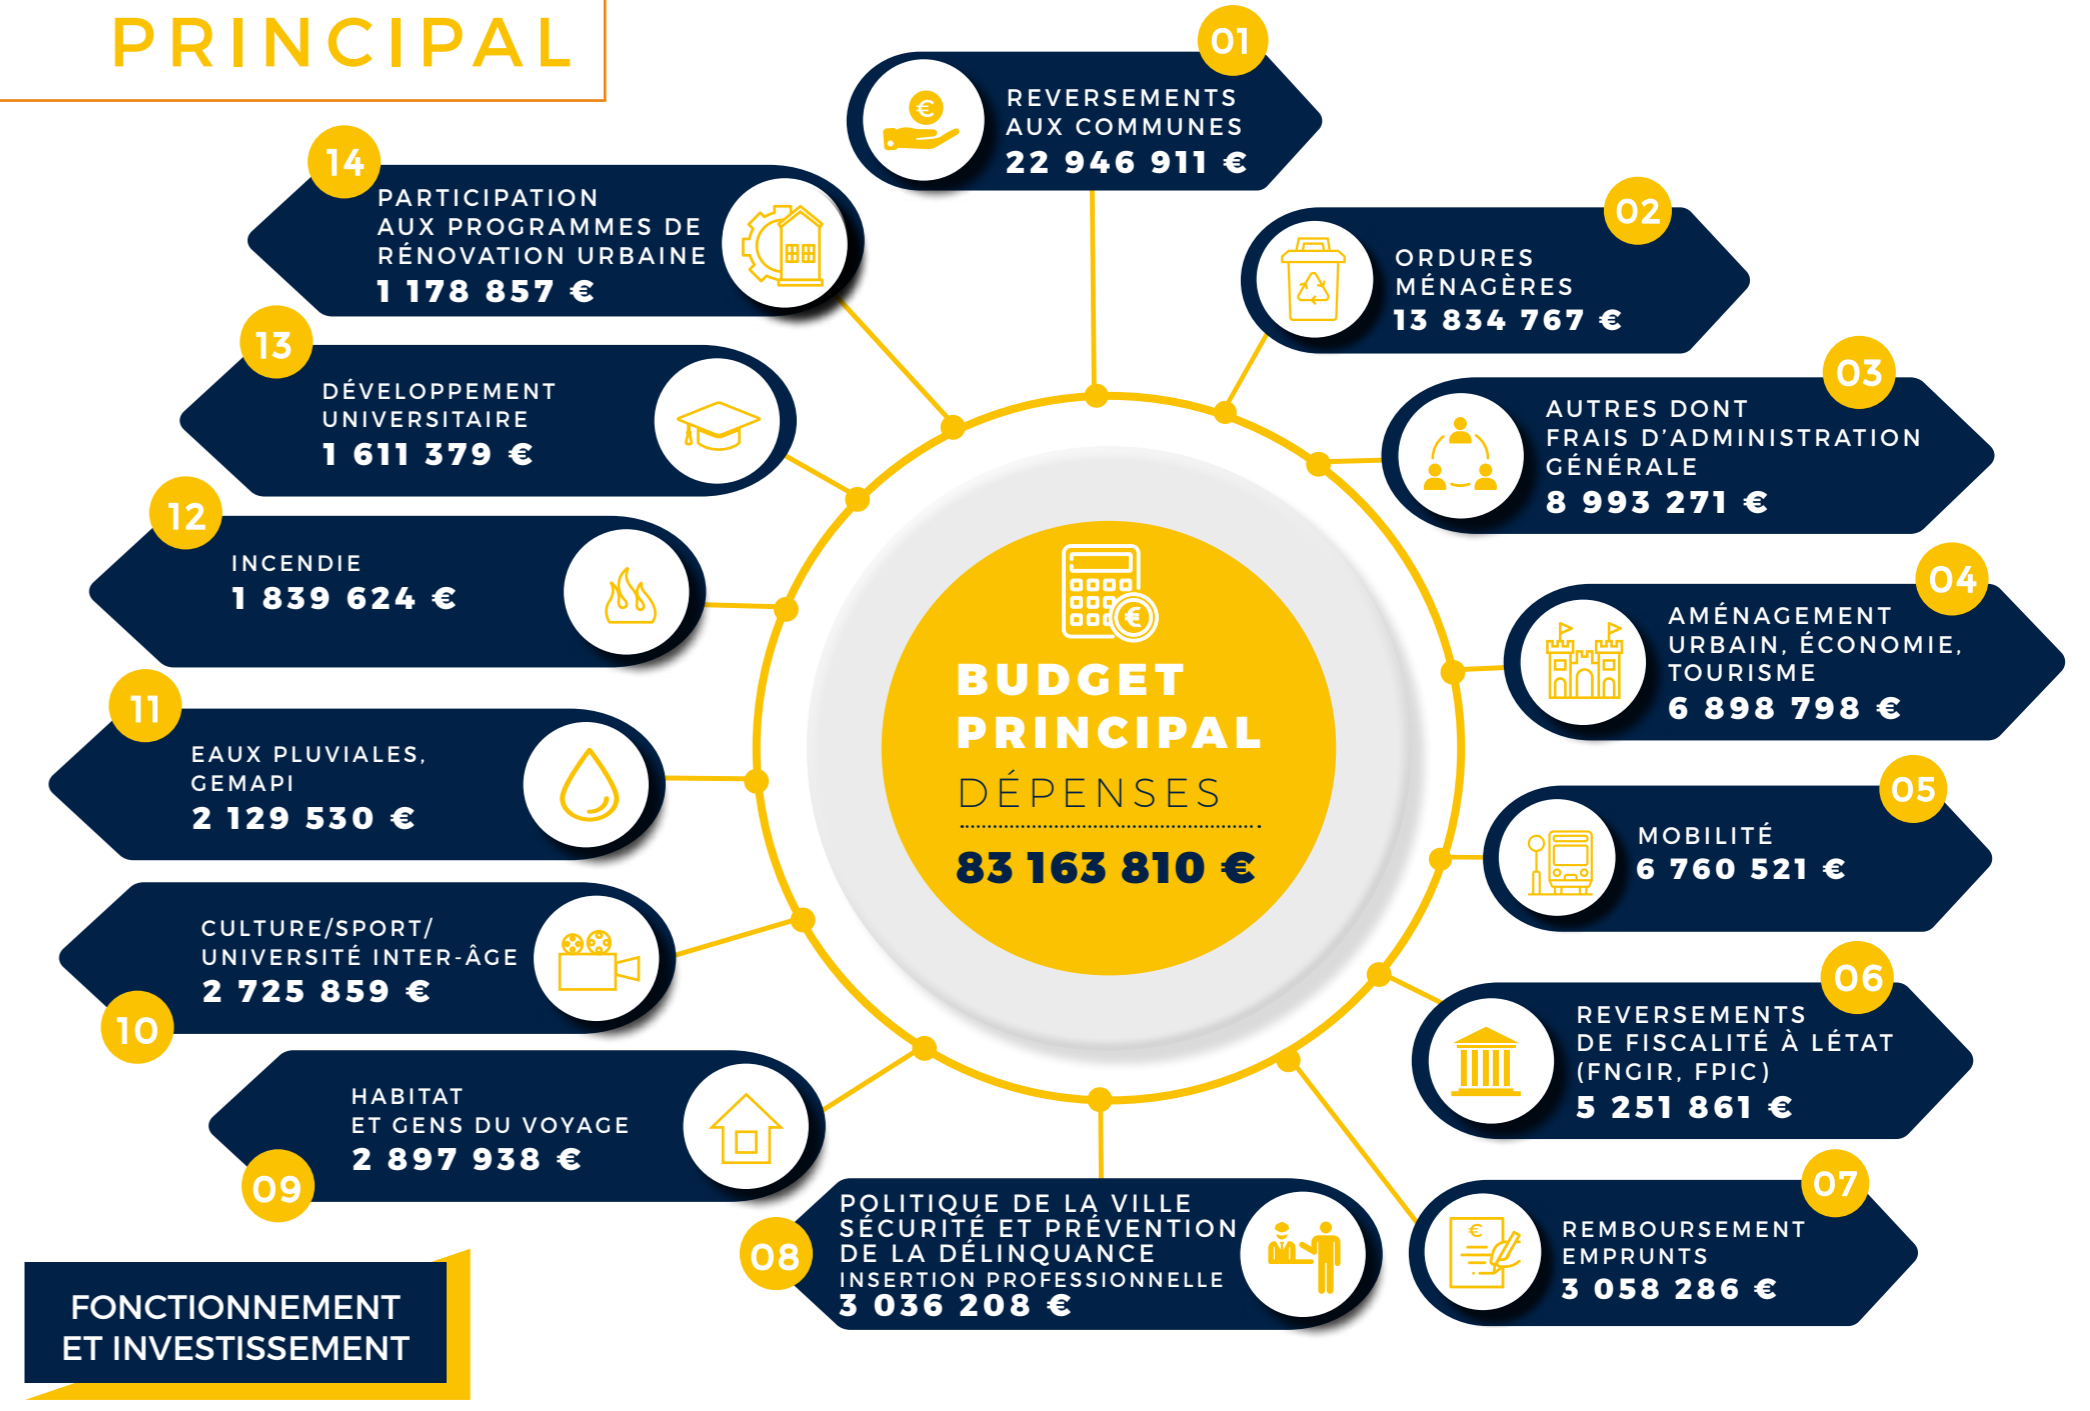 PRINCIPAL
01
REVERSEMENTS
AUX COMMUNES
22 946 911 €
02
ORDURES
MÉNAGÈRES
13 834 767 €
03
AUTRES DONT
FRAIS D'ADMINISTRATION
GÉNÉRALE
8 993 271 €
04
AMÉNAGEMENT
URBAIN, ÉCONOMIE,
TOURISME
6 898 798 €
05
MOBILITÉ
6 760 521 €
06
REVERSEMENTS
DE FISCALITÉ À LÉTAT
(FNGIR, FPIC)
5 251 861 €
07
REMBOURSEMENT
EMPRUNTS
3 058 286 €
08
POLITIQUE DE LA VILLE
SÉCURITÉ ET PRÉVENTION
DE LA DÉLINQUANCE
INSERTION PROFESSIONNELLE
3 036 208 €
09
HABITAT
ET GENS DU VOYAGE
2 897 938 €
10
CULTURE/SPORT/
UNIVERSITÉ INTER-ÂGE
2 725 859 €
11
EAUX PLUVIALES,
GEMAPI
2 129 530 €
12
INCENDIE
1 839 624 €
13
DÉVELOPPEMENT
UNIVERSITAIRE
1 611 379 €
14
PARTICIPATION
AUX PROGRAMMES DE
RÉNOVATION URBAINE
1 178 857 €
BUDGET
PRINCIPAL
DÉPENSES
83 163 810 €
FONCTIONNEMENT
ET INVESTISSEMENT